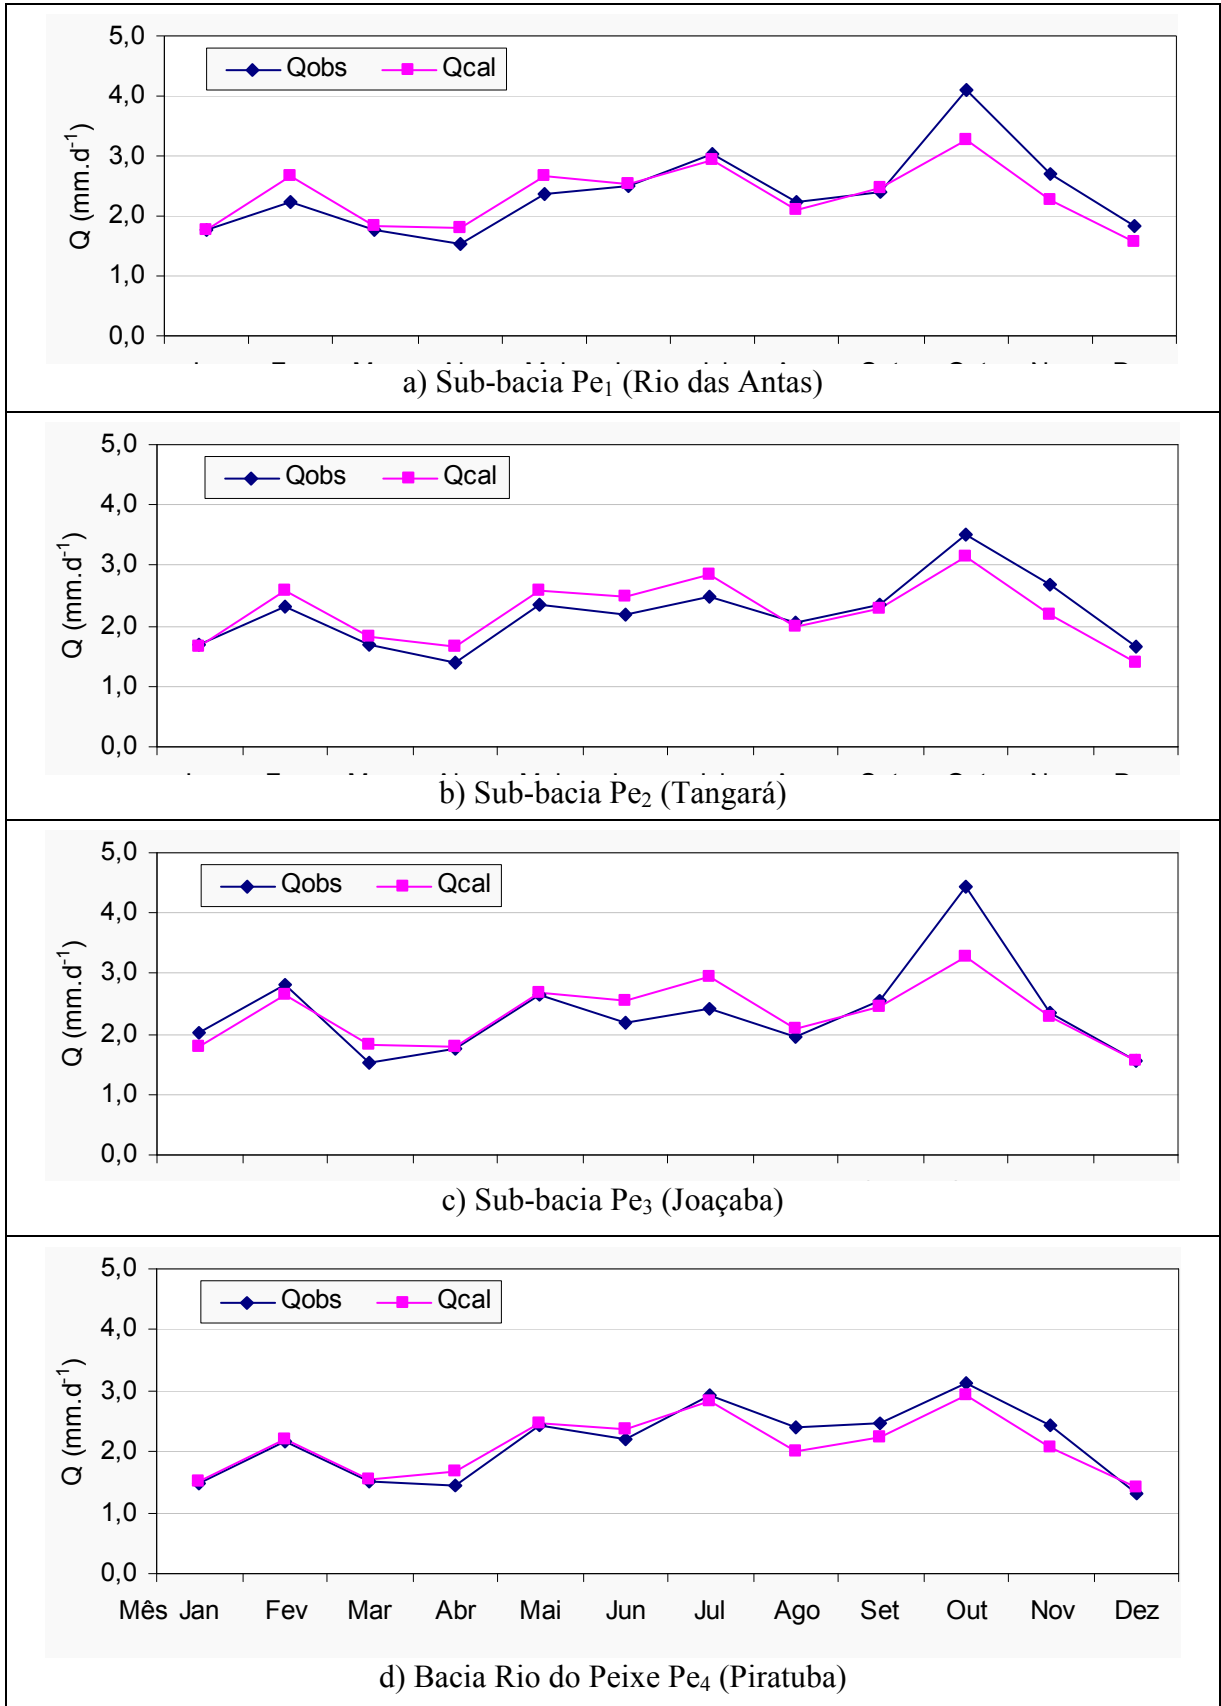 5,0
4,0
3,0
2,0
1,0
0,0
Q (mm.d-1)
Qobs Qcal
a) Sub-bacia Pe1 (Rio das Antas)
5,0
4,0
3,0
2,0
1,0
0,0
Q (mm.d-1)
Qobs Qcal
b) Sub-bacia Pe2 (Tangará)
5,0
4,0
3,0
2,0
1,0
0,0
Q (mm.d-1)
Qobs Qcal
c) Sub-bacia Pe3 (Joaçaba)
5,0
4,0
3,0
2,0
1,0
0,0
Q (mm.d-1)
Qobs Qcal
Mês Jan Fev Mar Abr Mai Jun Jul Ago Set Out Nov Dez
d) Bacia Rio do Peixe Pe4 (Piratuba)